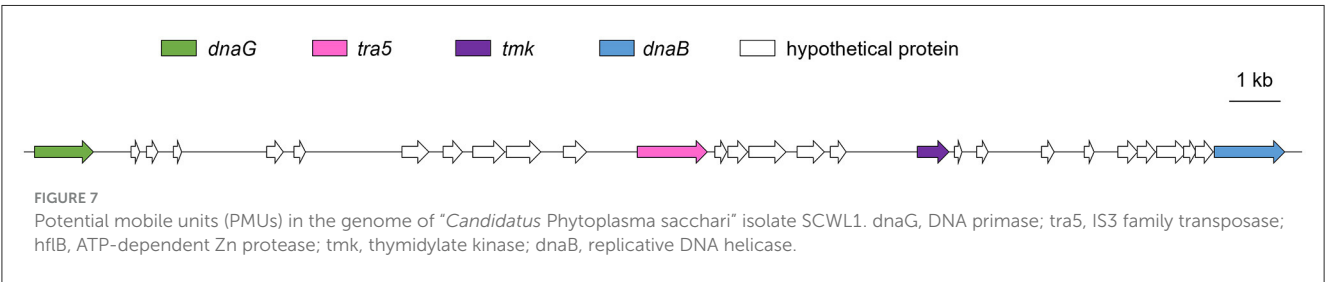 dnaG tra5 tmk dnaB hypothetical protein
1 kb
FIGURE 7
Potential mobile units (PMUs) in the genome of “Candidatus Phytoplasma sacchari” isolate SCWL1. dnaG, DNA primase; tra5, IS3 family transposase;
hflB, ATP-dependent Zn protease; tmk, thymidylate kinase; dnaB, replicative DNA helicase.